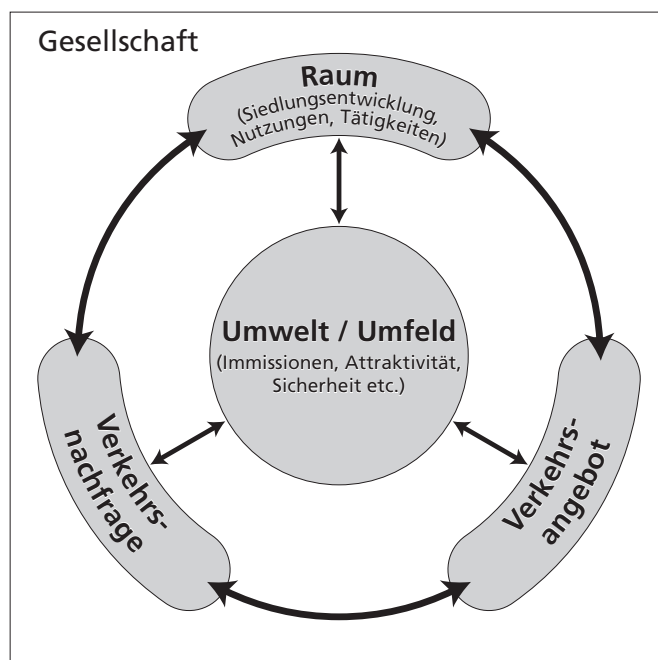 Gesellschaft
Raum
(Siedlungsentwicklung,
Nutzungen, Tätigkeiten)
Umwelt / Umfeld
(Immissionen, Attraktivität,
Sicherheit etc.)
Verkehrs-
nachfrage
Verkehrs-
angebot